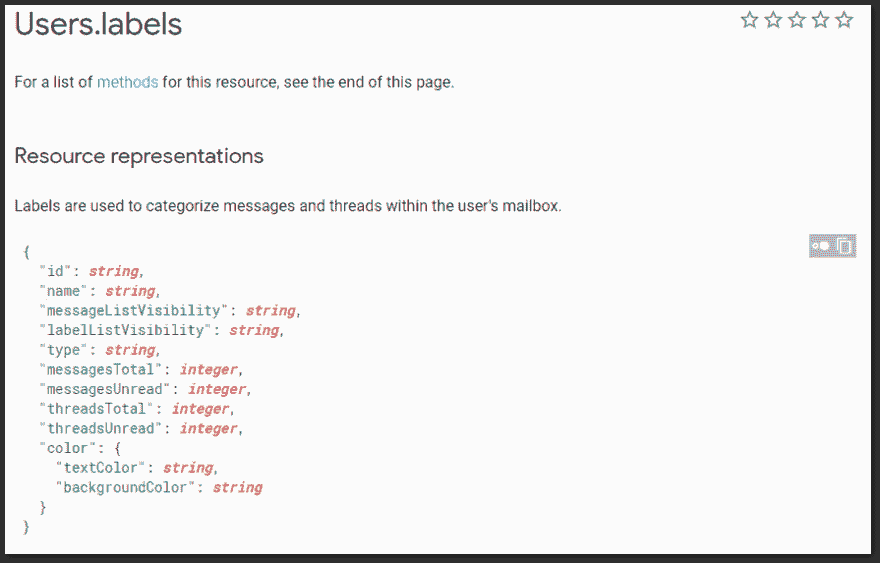 Users.labels
For a list of methods for this resource, see the end of this page.
Resource representations
Labels are used to categorize messages and threads within the user's mailbox.
{
"id": string,
"name": string,
"messageListVisibility": string,
"labelListVisibility": string,
"type": string,
"messagesTotal": integer,
"messagesUnread": integer,
"threadsTotal": integer,
"threadsUnread": integer,
"color": {
"textColor": string,
"backgroundColor": string
}
}